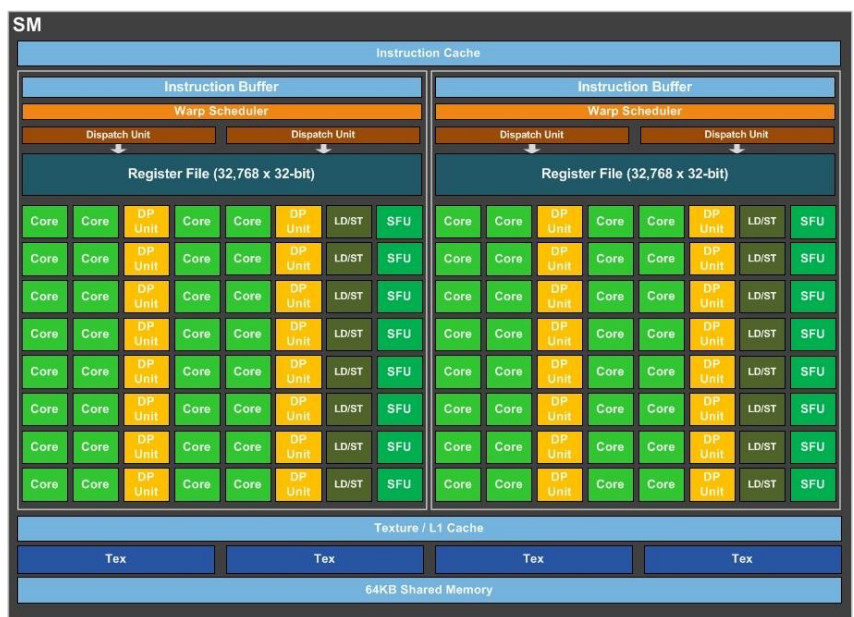 SM
Instruction Cache
Instruction Buffer Instruction Buffer
Warp Scheduler Warp Scheduler
Dispatch Unit Dispatch Unit Dispatch Unit Dispatch Unit
Register File (32,768 x 32-bit) Register File (32,768 x 32-bit)
Core Core DP Unit Core Core DP Unit LD/ST SFU Core Core DP Unit Core Core DP Unit LD/ST SFU
Core Core DP Unit Core Core DP Unit LD/ST SFU Core Core DP Unit Core Core DP Unit LD/ST SFU
Core Core DP Unit Core Core DP Unit LD/ST SFU Core Core DP Unit Core Core DP Unit LD/ST SFU
Core Core DP Unit Core Core DP Unit LD/ST SFU Core Core DP Unit Core Core DP Unit LD/ST SFU
Core Core DP Unit Core Core DP Unit LD/ST SFU Core Core DP Unit Core Core DP Unit LD/ST SFU
Core Core DP Unit Core Core DP Unit LD/ST SFU Core Core DP Unit Core Core DP Unit LD/ST SFU
Core Core DP Unit Core Core DP Unit LD/ST SFU Core Core DP Unit Core Core DP Unit LD/ST SFU
Core Core DP Unit Core Core DP Unit LD/ST SFU Core Core DP Unit Core Core DP Unit LD/ST SFU
Texture / L1 Cache
Tex Tex Tex Tex
64KB Shared Memory